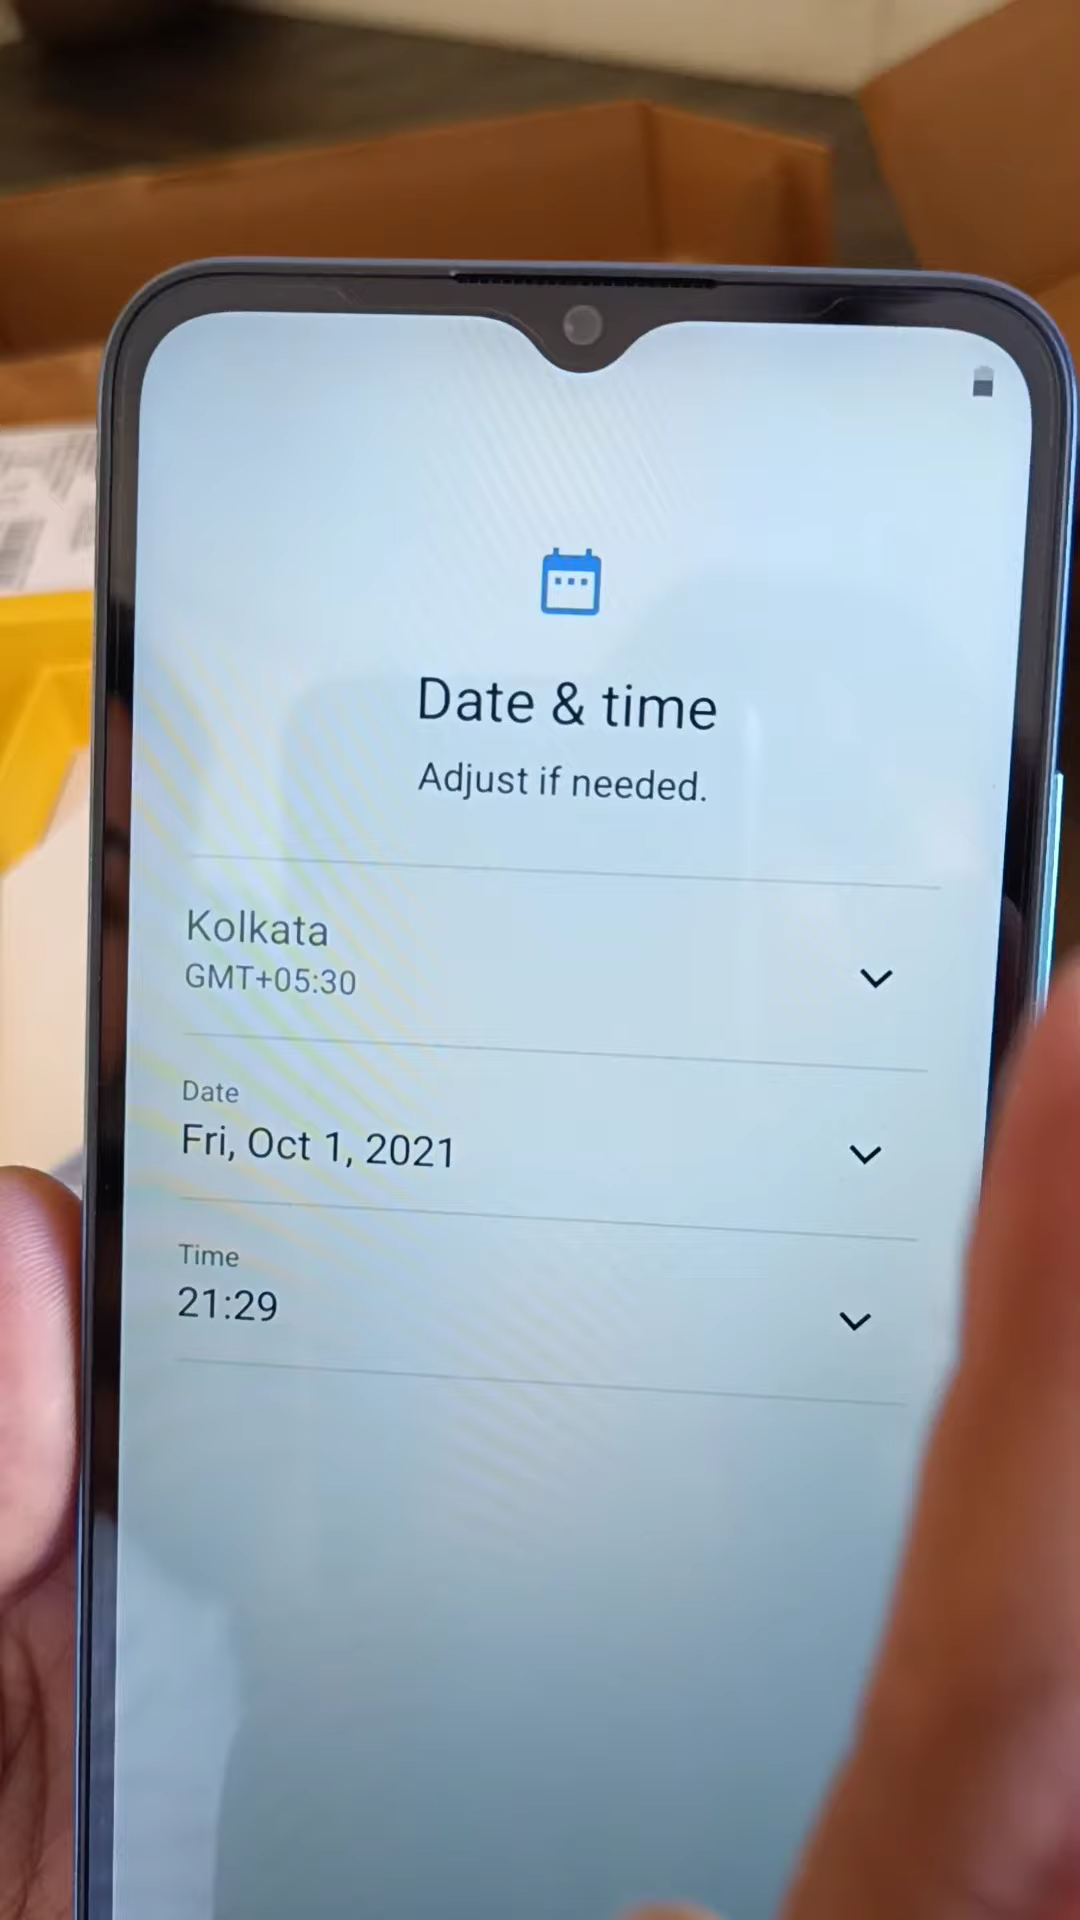 Date & time
Adjust if needed.
Kolkata
GMT+05:30
Date
Fri, Oct 1, 2021
Time
21:29